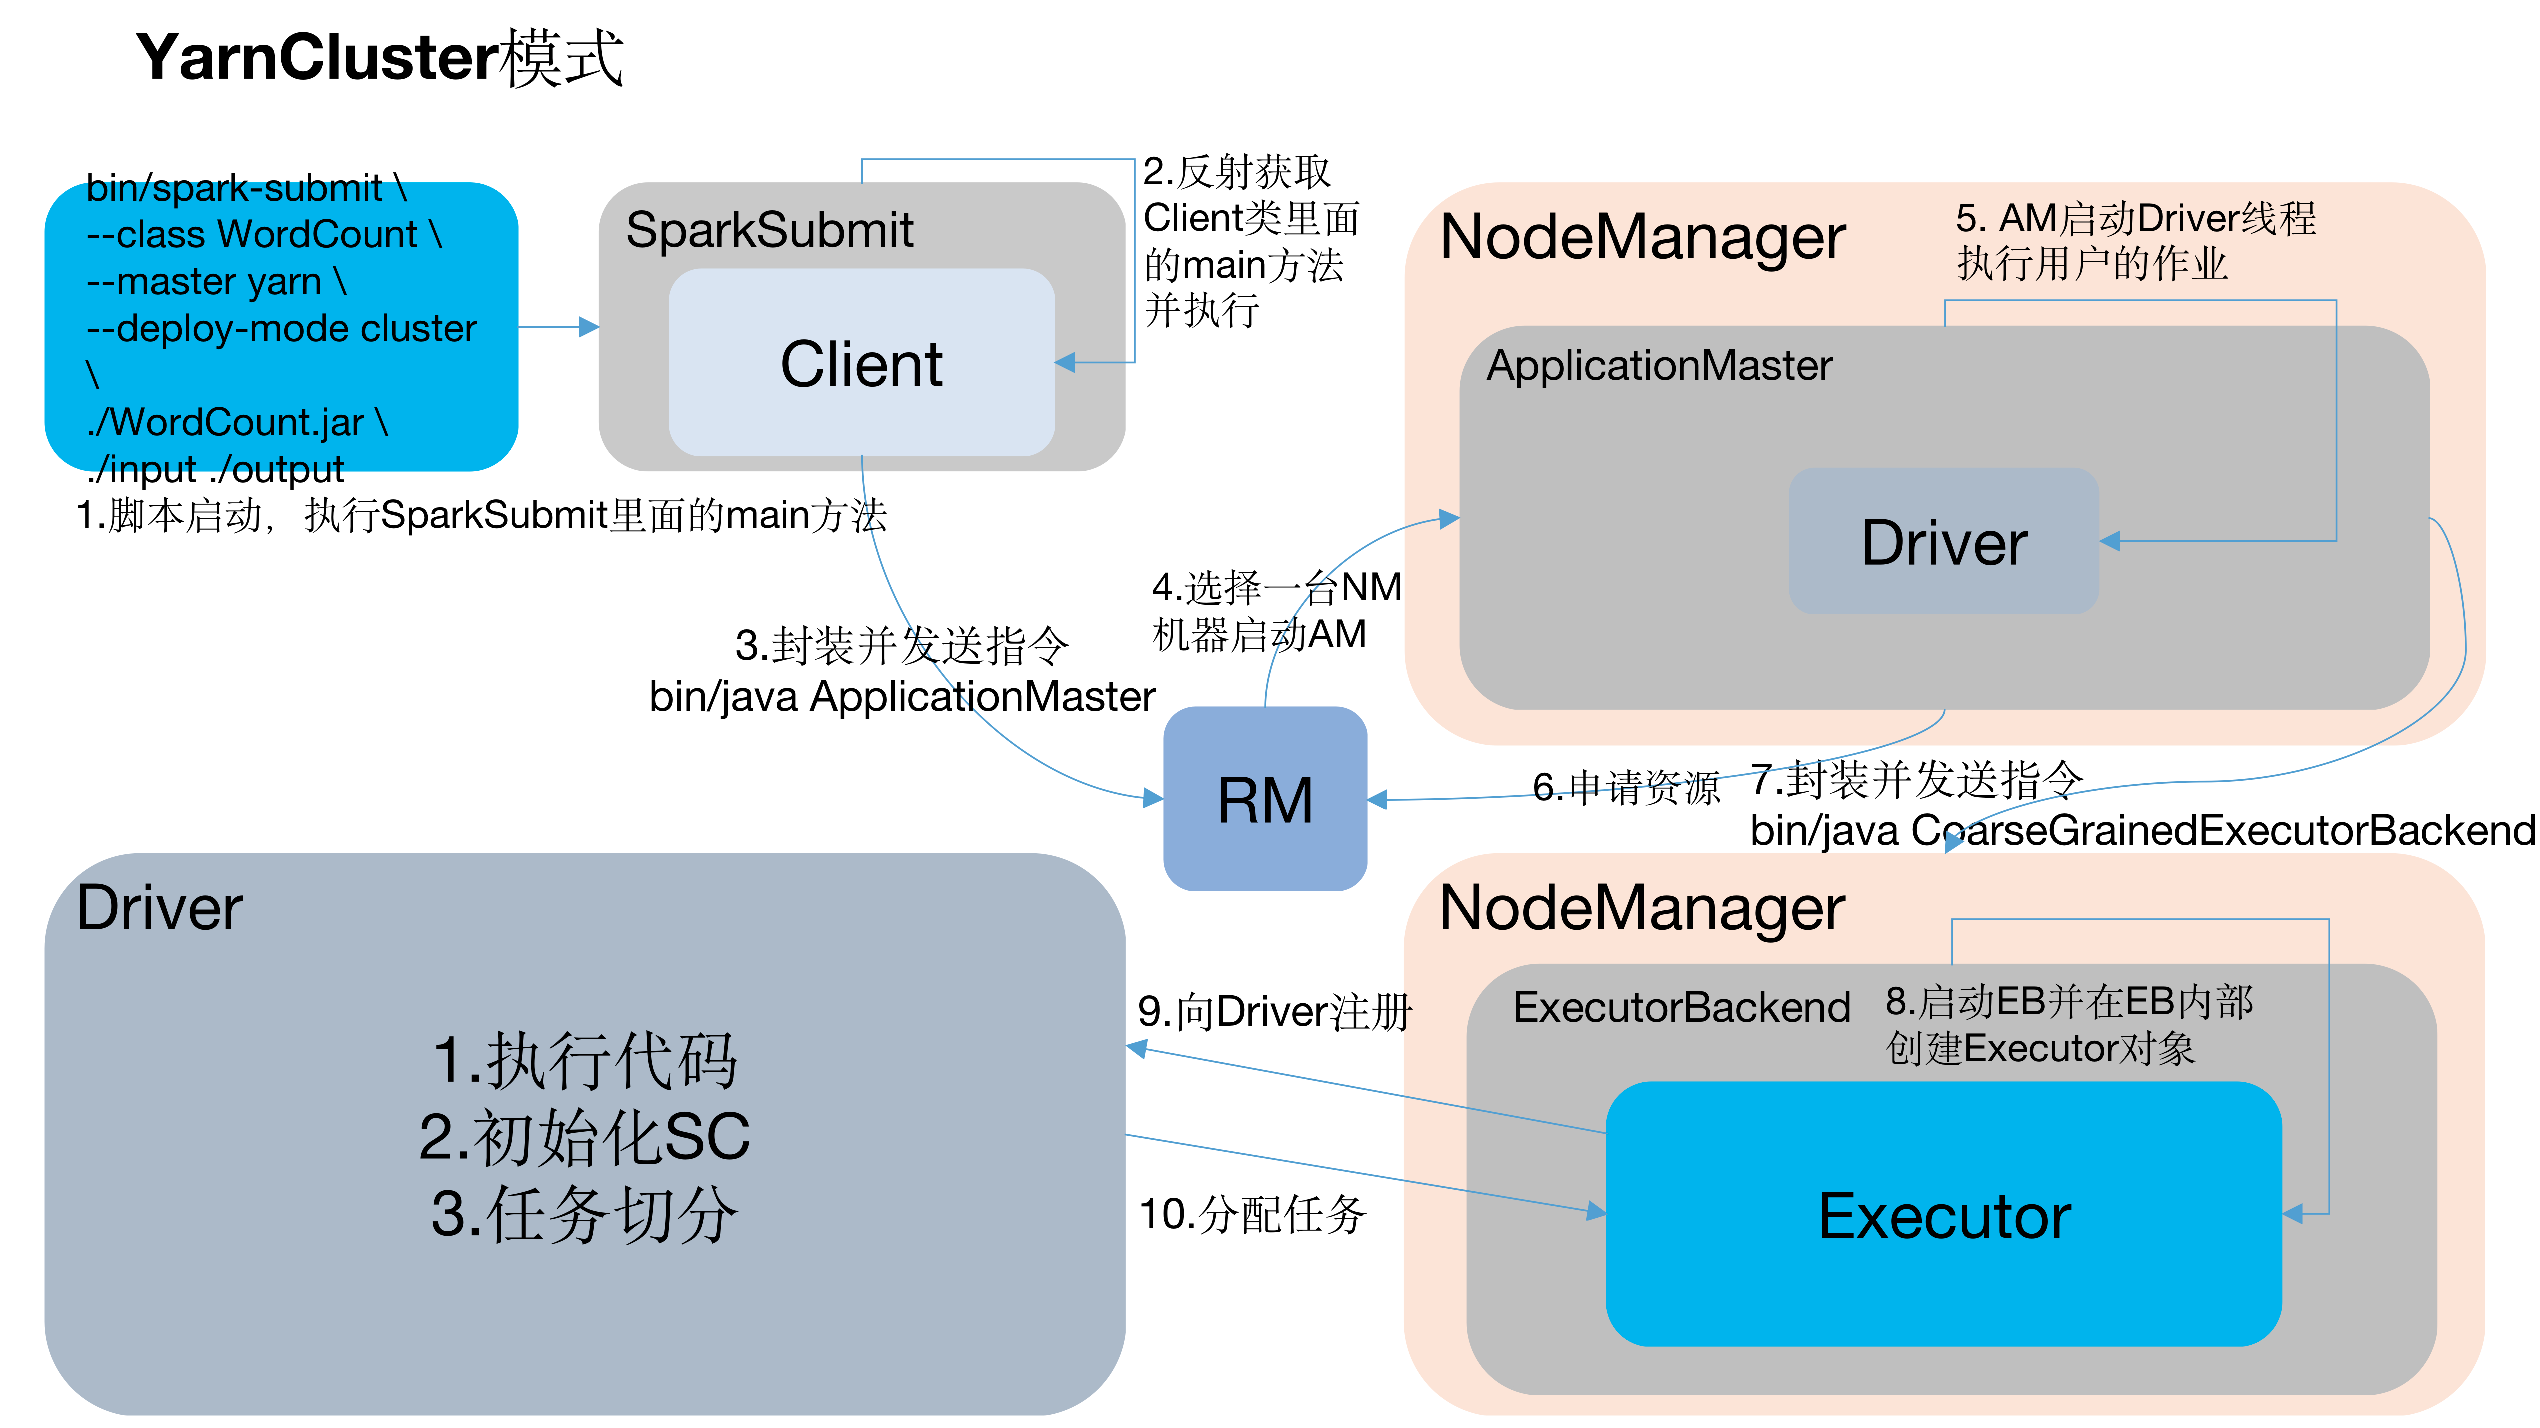 YarnCluster模式
bin/spark-submit \
--class WordCount \
--master yarn \
--deploy-mode cluster
\
./WordCount.jar \
./input ./output
1.脚本启动，执行SparkSubmit里面的main方法
SparkSubmit
Client
2.反射获取
Client类里面
的main方法
并执行
3.封装并发送指令
bin/java ApplicationMaster
4.选择一台NM
机器启动AM
RM
NodeManager
5. AM启动Driver线程
执行用户的作业
ApplicationMaster
Driver
6.申请资源
7.封装并发送指令
bin/java CoarseGrainedExecutorBackend
Driver
1.执行代码
2.初始化SC
3.任务切分
9.向Driver注册
10.分配任务
NodeManager
ExecutorBackend
8.启动EB并在EB内部
创建Executor对象
Executor